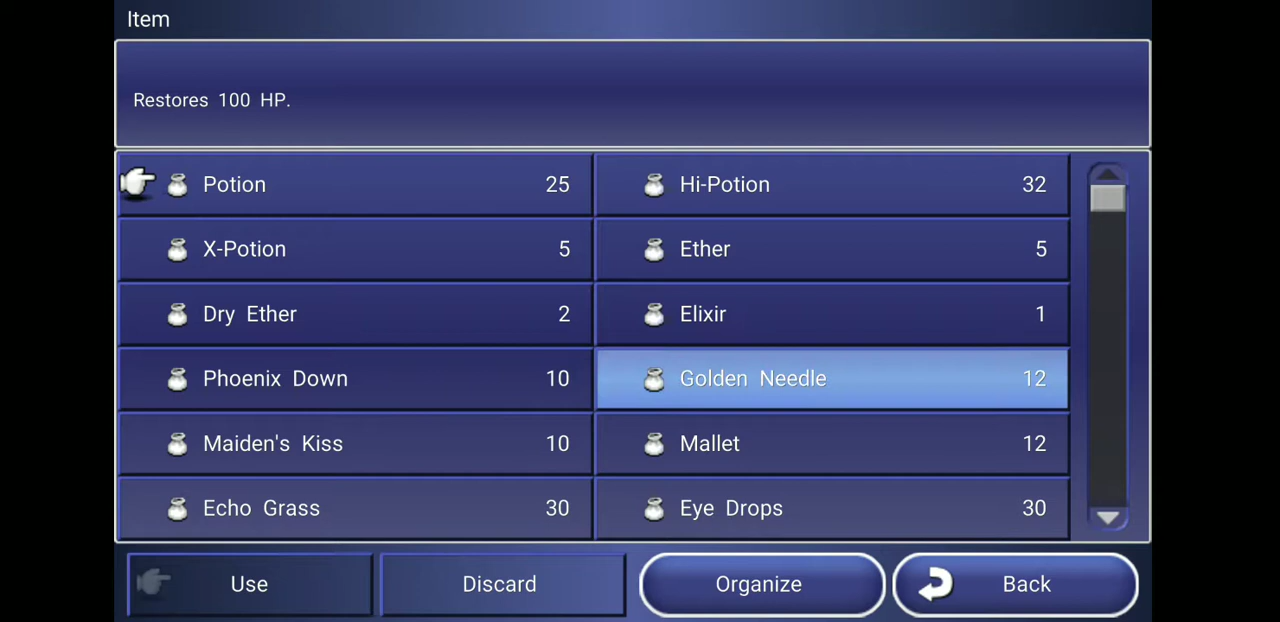 Item
Restores 100 HP.
Potion 25 Hi-Potion 32
X-Potion 5 Ether 5
Dry Ether 2 Elixir 1
Phoenix Down 10 Golden Needle 12
Maiden's Kiss 10 Mallet 12
Echo Grass 30 Eye Drops 30
Use Discard Organize Back